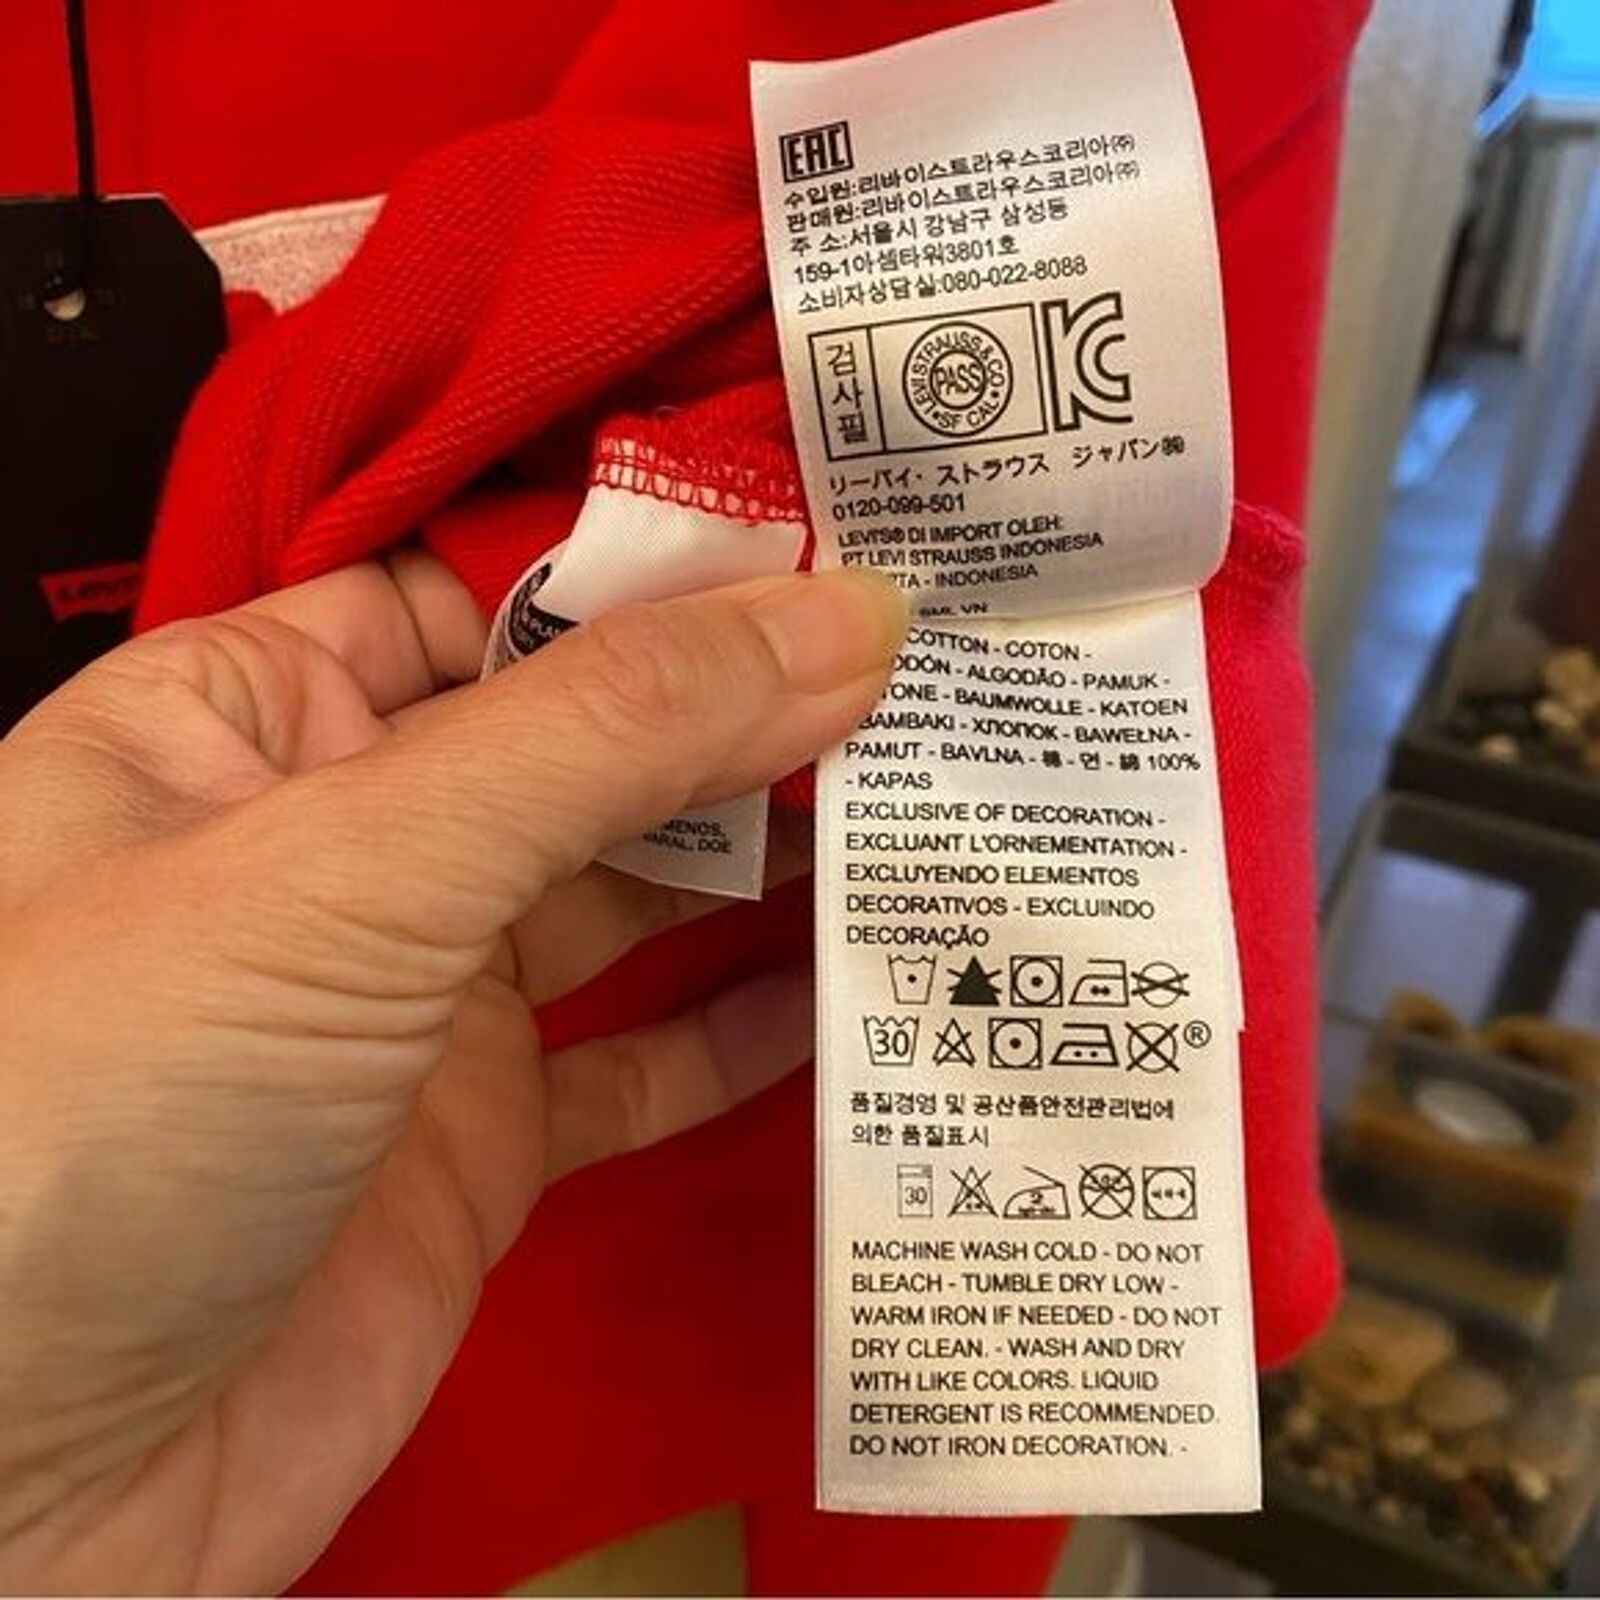 EAC
수입원:리바이스트라우스코리아㈜
판매원:리바이스트라우스코리아㈜
주 소:서울시 강남구 삼성동
159-1아셈타워3801호
소비자상담실:080-022-8088
검사필
LEVI STRAUSS & CO
PASS
SF CAL
KC
リーバイ・ストラウス ジャパン㈱
0120-099-501
LEVI'S® DI IMPORT OLEH:
PT LEVI STRAUSS INDONESIA
- INDONESIA
COTTON - COTON -
- ALGODÃO - PAMUK -
- BAUMWOLLE - KATOEN
BAMBAKI - ХЛОПОК - BAWEŁNA -
PAMUT - BAVLNA - 棉 - 면 - 綿 100%
- KAPAS
EXCLUSIVE OF DECORATION -
EXCLUANT L'ORNEMENTATION -
EXCLUYENDO ELEMENTOS
DECORATIVOS - EXCLUINDO
DECORAÇÃO
30 ®
품질경영 및 공산품안전관리법에
의한 품질표시
30 2
MACHINE WASH COLD - DO NOT
BLEACH - TUMBLE DRY LOW -
WARM IRON IF NEEDED - DO NOT
DRY CLEAN. - WASH AND DRY
WITH LIKE COLORS. LIQUID
DETERGENT IS RECOMMENDED.
DO NOT IRON DECORATION. -
MENOS,
DOE
Levi's